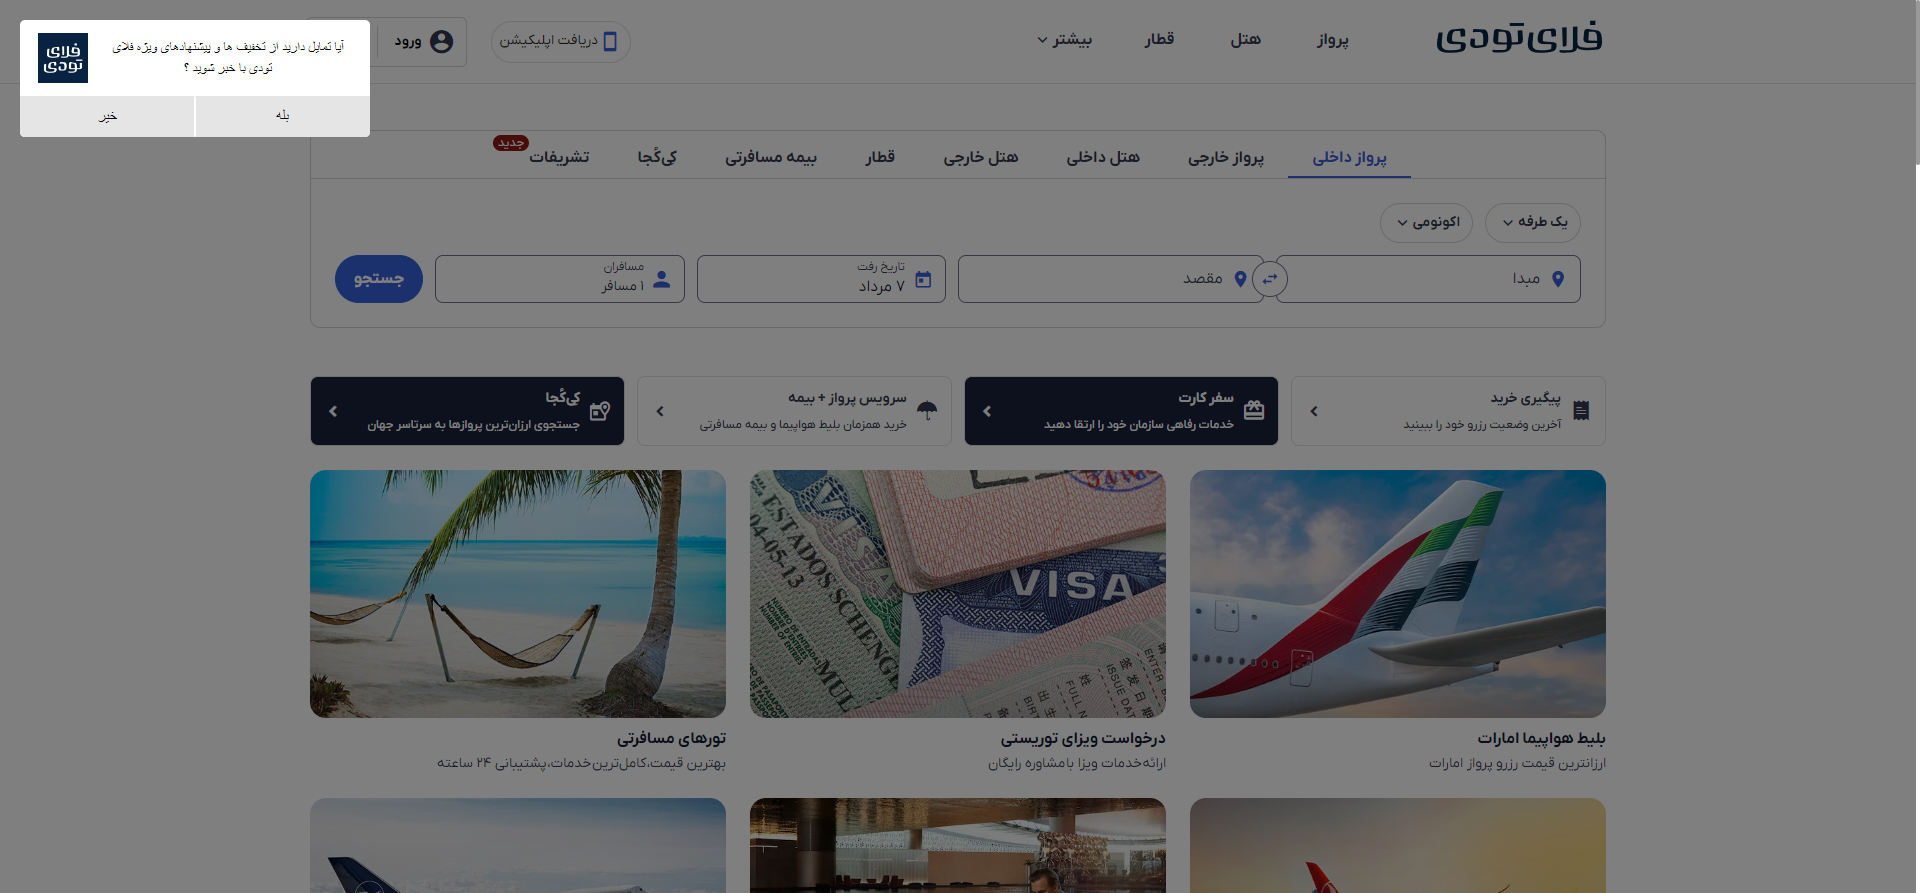 آیا تمایل دارید از تخفیف ها و پیشنهادهای ویژه فلای
تودی با خبر شوید ؟
فلای
تودی
بله
خیر
فلای‌تودی
پرواز
هتل
قطار
بیشتر
دریافت اپلیکیشن
ورود
پرواز داخلی
پرواز خارجی
هتل داخلی
هتل خارجی
قطار
بیمه مسافرتی
کِی‌کُجا
تشریفات
جدید
یک طرفه
اکونومی
مبدا
مقصد
تاریخ رفت
۷ مرداد
مسافران
۱ مسافر
جستجو
پیگیری خرید
آخرین وضعیت رزرو خود را ببینید
سفر کارت
خدمات رفاهی سازمان خود را ارتقا دهید
سرویس پرواز + بیمه
خرید همزمان بلیط هواپیما و بیمه مسافرتی
کِی‌کُجا
جستجوی ارزان‌ترین پروازها به سرتاسر جهان
VISA
ESTADOS SCHENGEN
04-05-13
MUL
بلیط هواپیما امارات
ارزانترین قیمت رزرو پرواز امارات
درخواست ویزای توریستی
ارائه‌خدمات ویزا با‌مشاوره رایگان
تورهای مسافرتی
بهترین قیمت،کامل‌ترین‌خدمات،پشتیبانی ۲۴ ساعته